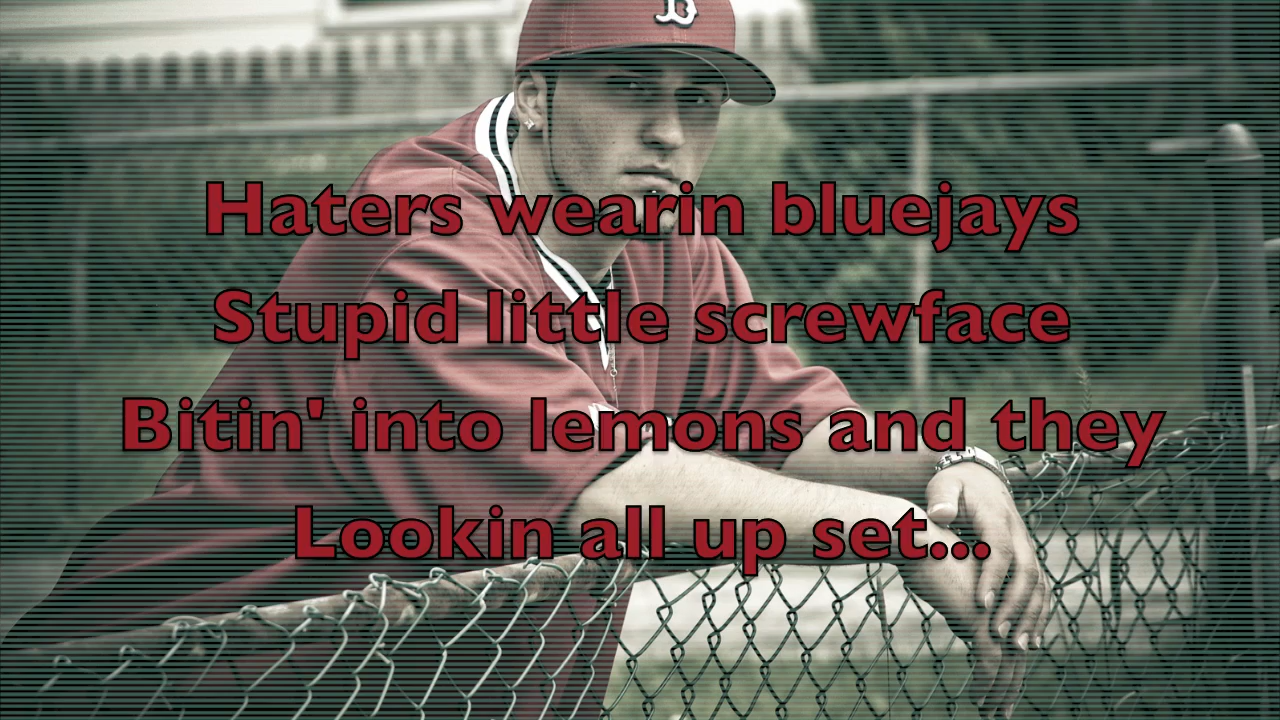 B
Haters wearin bluejays
Stupid little screwface
Bitin' into lemons and they
Lookin all up set...